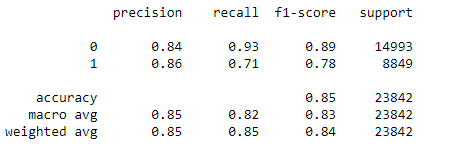 precision recall f1-score support
0 0.84 0.93 0.89 14993
1 0.86 0.71 0.78 8849
accuracy 0.85 23842
macro avg 0.85 0.82 0.83 23842
weighted avg 0.85 0.85 0.84 23842